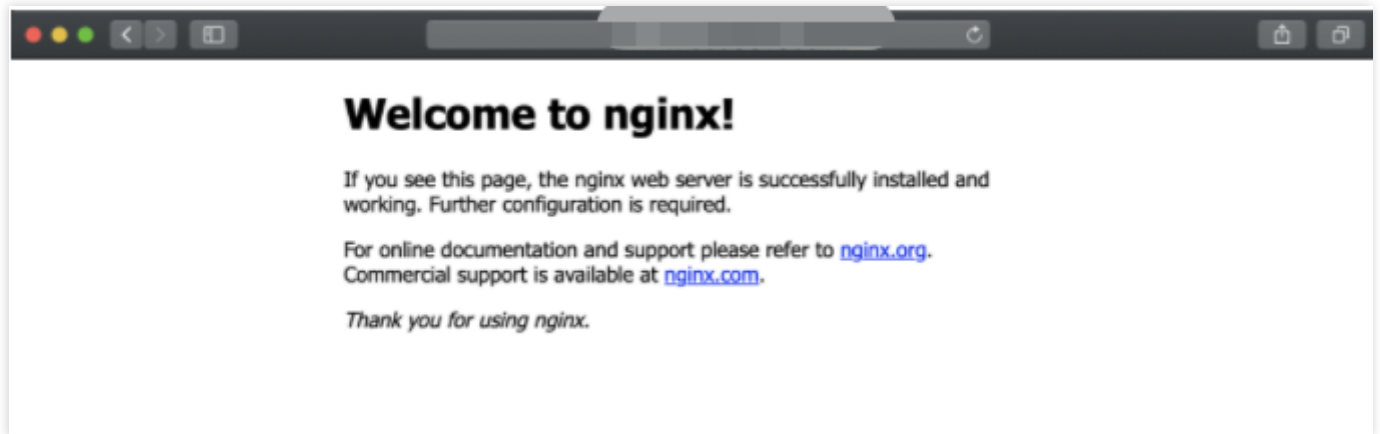 Welcome to nginx!
If you see this page, the nginx web server is successfully installed and
working. Further configuration is required.
For online documentation and support please refer to nginx.org.
Commercial support is available at nginx.com.
Thank you for using nginx.